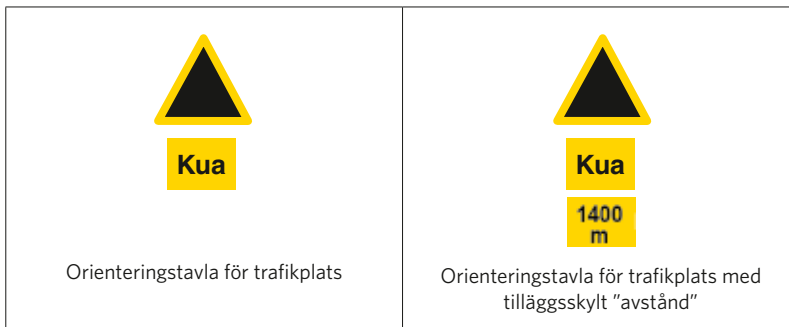 Kua
Orienteringstavla för trafikplats
Kua
1400
m
Orienteringstavla för trafikplats med
tilläggsskylt ”avstånd”